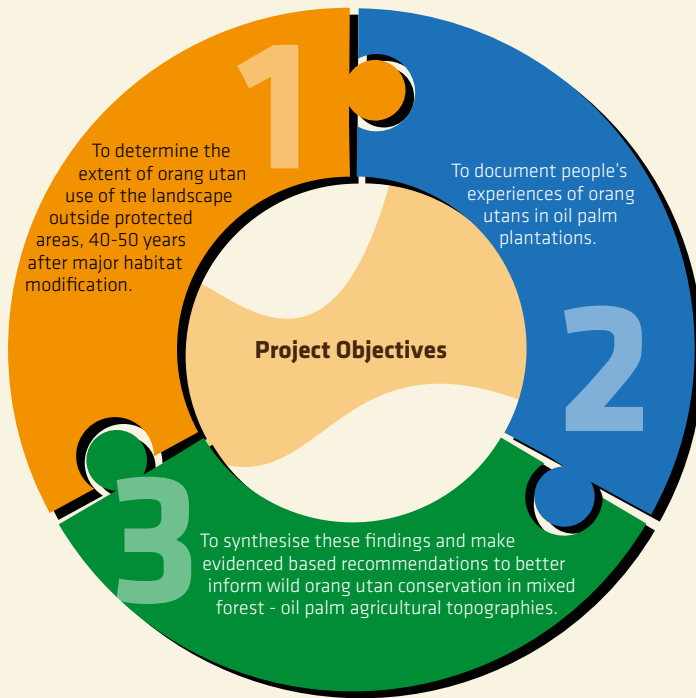 1
To determine the
extent of orang utan
use of the landscape
outside protected
areas, 40-50 years
after major habitat
modification.
To document people's
experiences of orang
utans in oil palm
plantations.
2
Project Objectives
3
To synthesise these findings and make
evidenced based recommendations to better
inform wild orang utan conservation in mixed
forest - oil palm agricultural topographies.